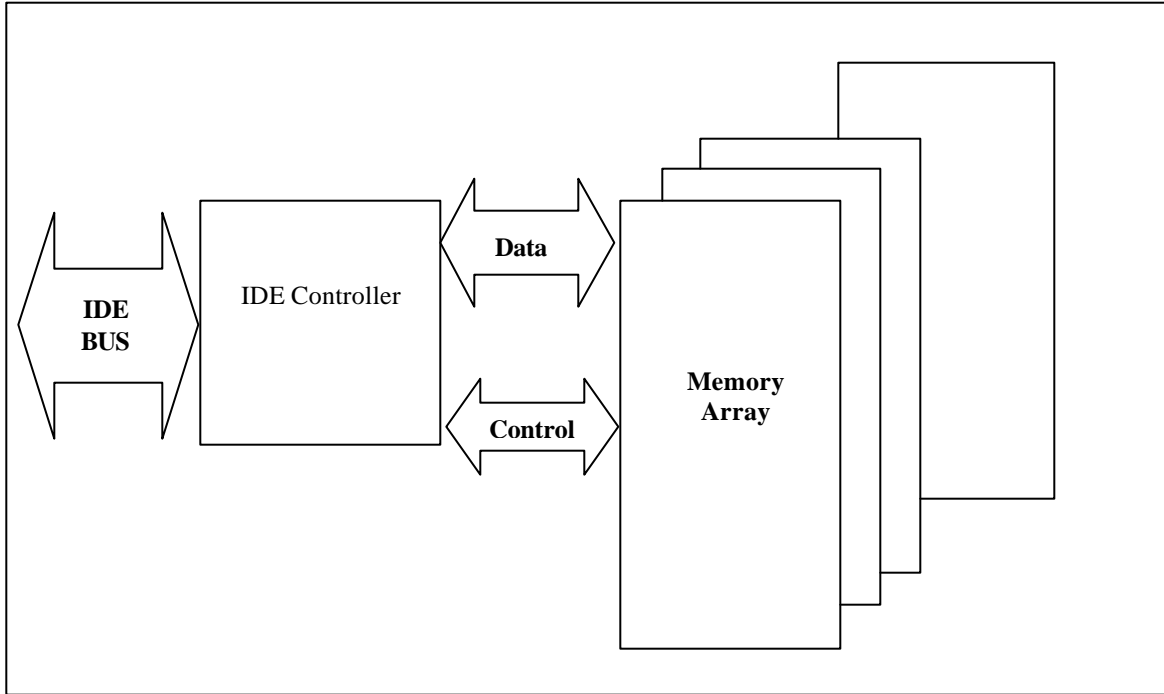 IDE
BUS
IDE Controller
Data
Control
Memory
Array